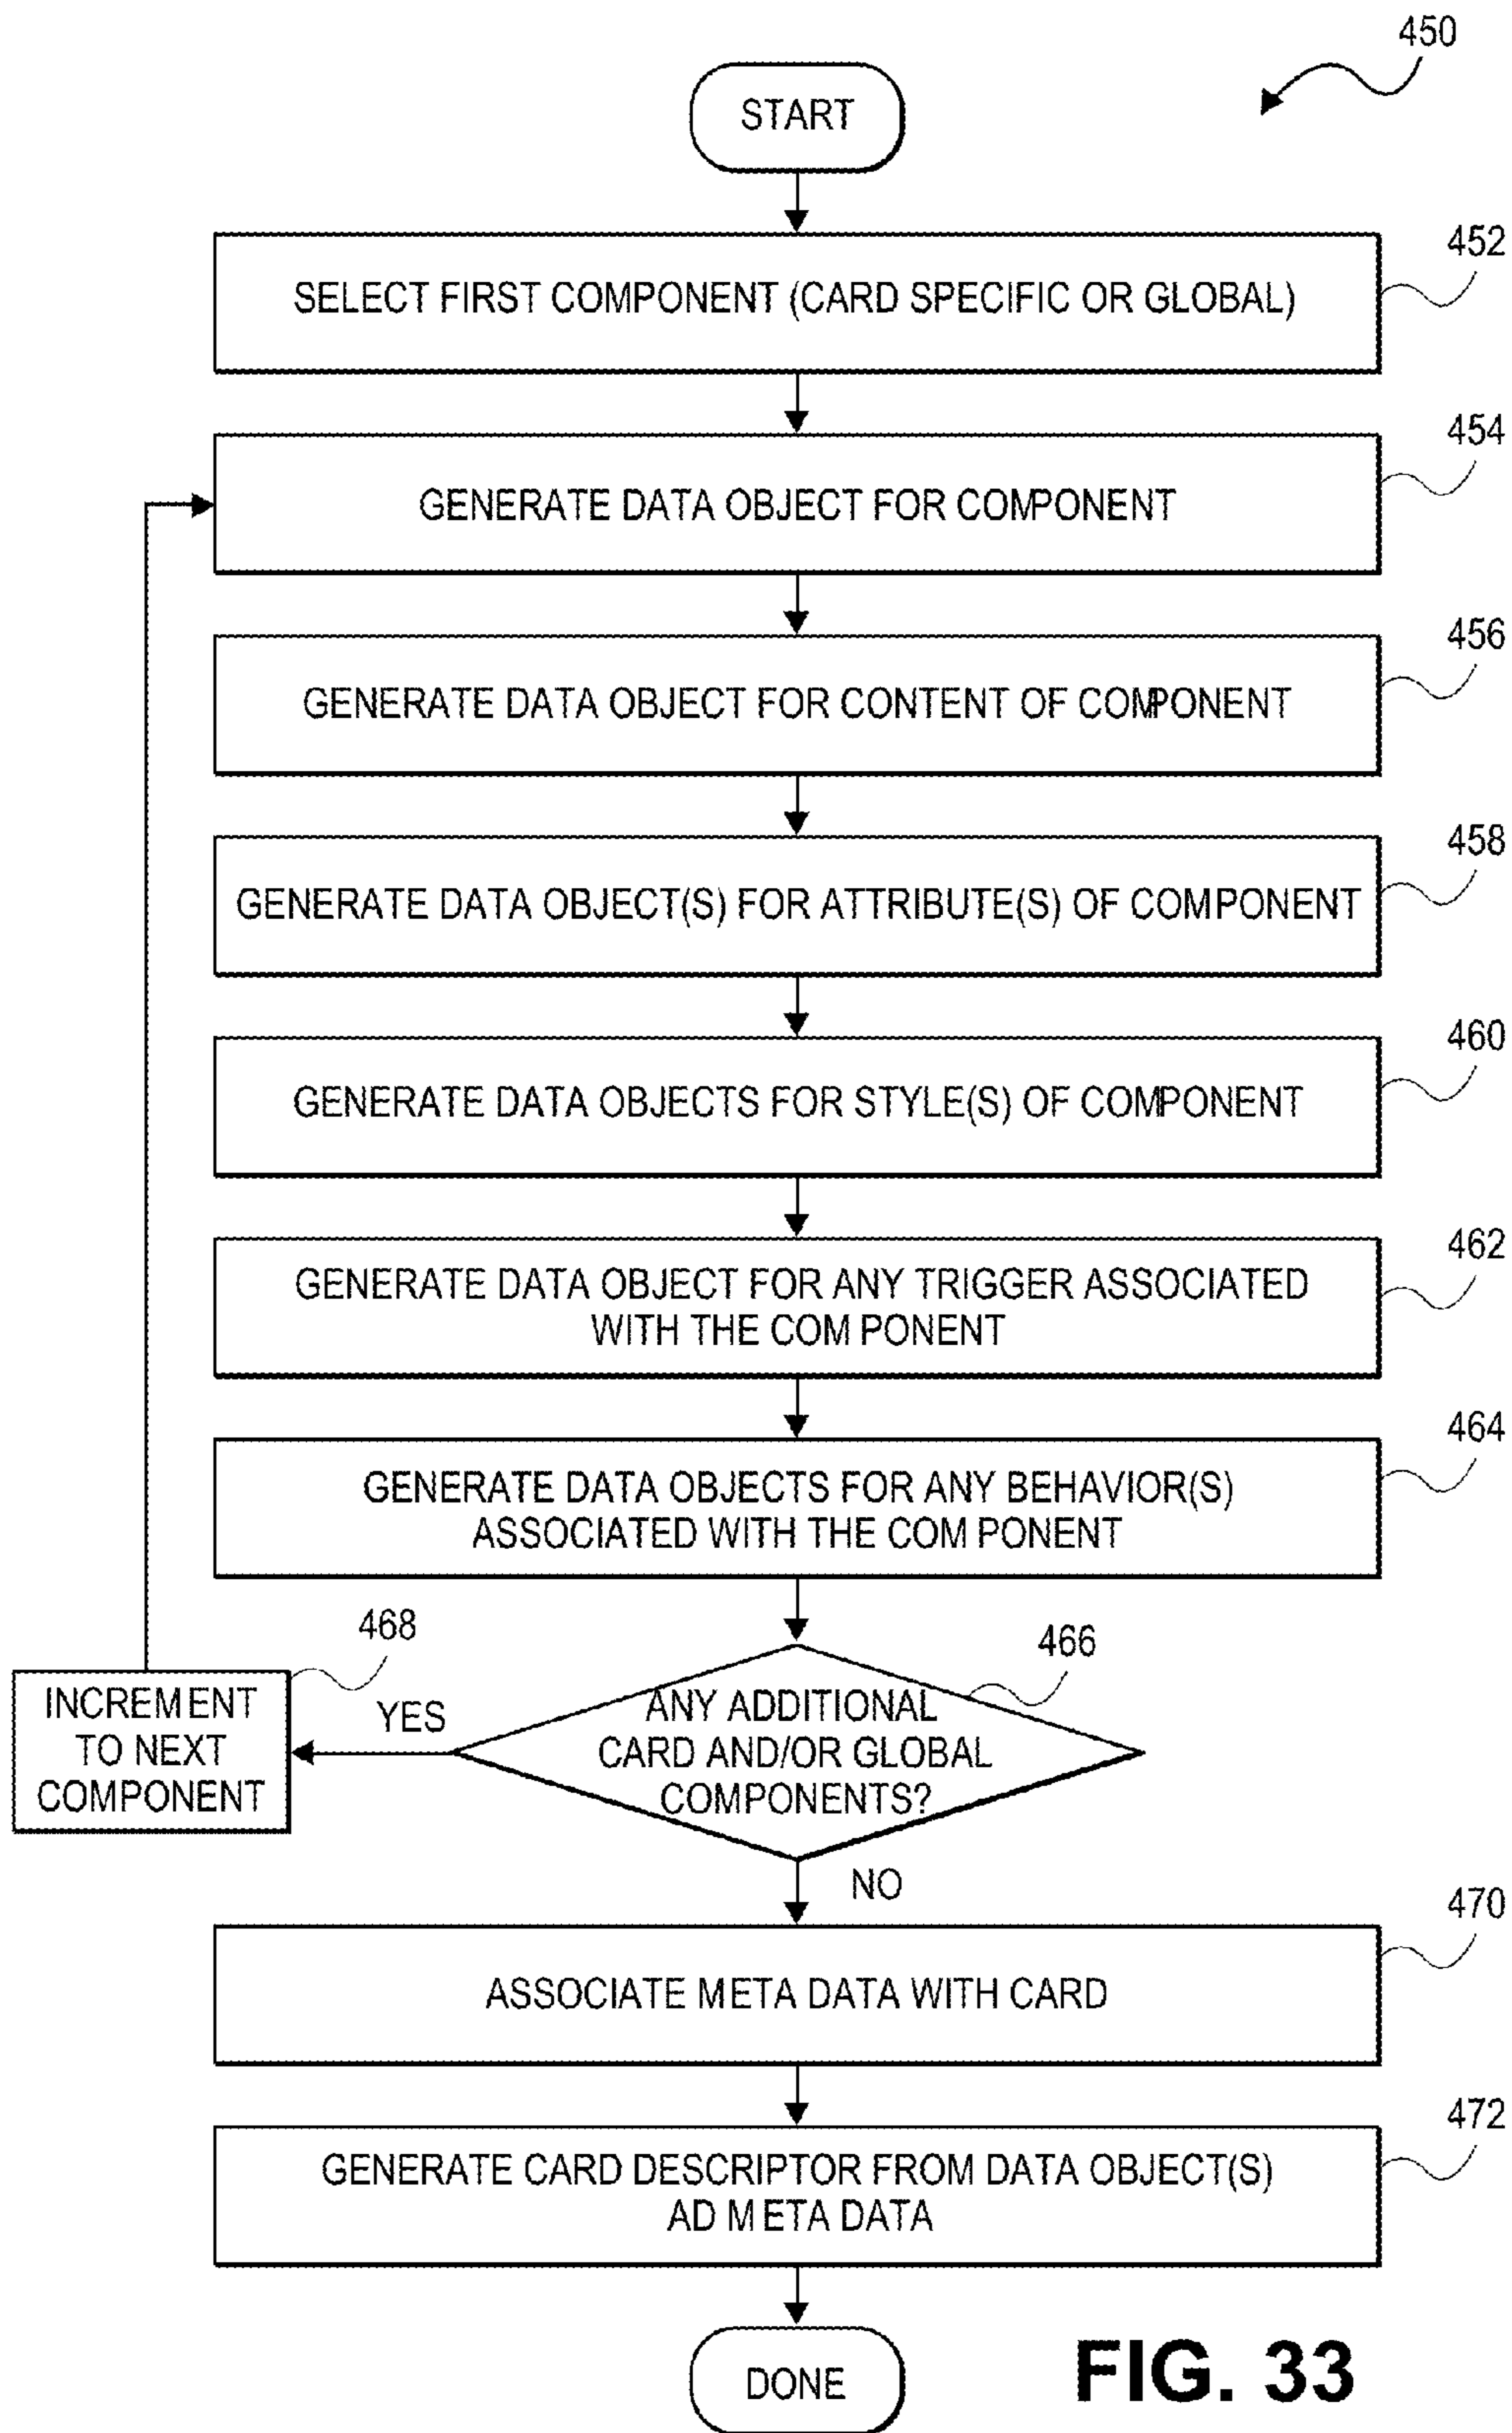 450
START
452
SELECT FIRST COMPONENT (CARD SPECIFIC OR GLOBAL)
454
GENERATE DATA OBJECT FOR COMPONENT
456
GENERATE DATA OBJECT FOR CONTENT OF COMPONENT
458
GENERATE DATA OBJECT(S) FOR ATTRIBUTE(S) OF COMPONENT
460
GENERATE DATA OBJECTS FOR STYLE(S) OF COMPONENT
462
GENERATE DATA OBJECT FOR ANY TRIGGER ASSOCIATED
WITH THE COM PONENT
464
GENERATE DATA OBJECTS FOR ANY BEHAVIOR(S)
ASSOCIATED WITH THE COM PONENT
468
INCREMENT
TO NEXT
COMPONENT
YES
466
ANY ADDITIONAL
CARD AND/OR GLOBAL
COMPONENTS?
NO
470
ASSOCIATE META DATA WITH CARD
472
GENERATE CARD DESCRIPTOR FROM DATA OBJECT(S)
AD META DATA
DONE
FIG. 33